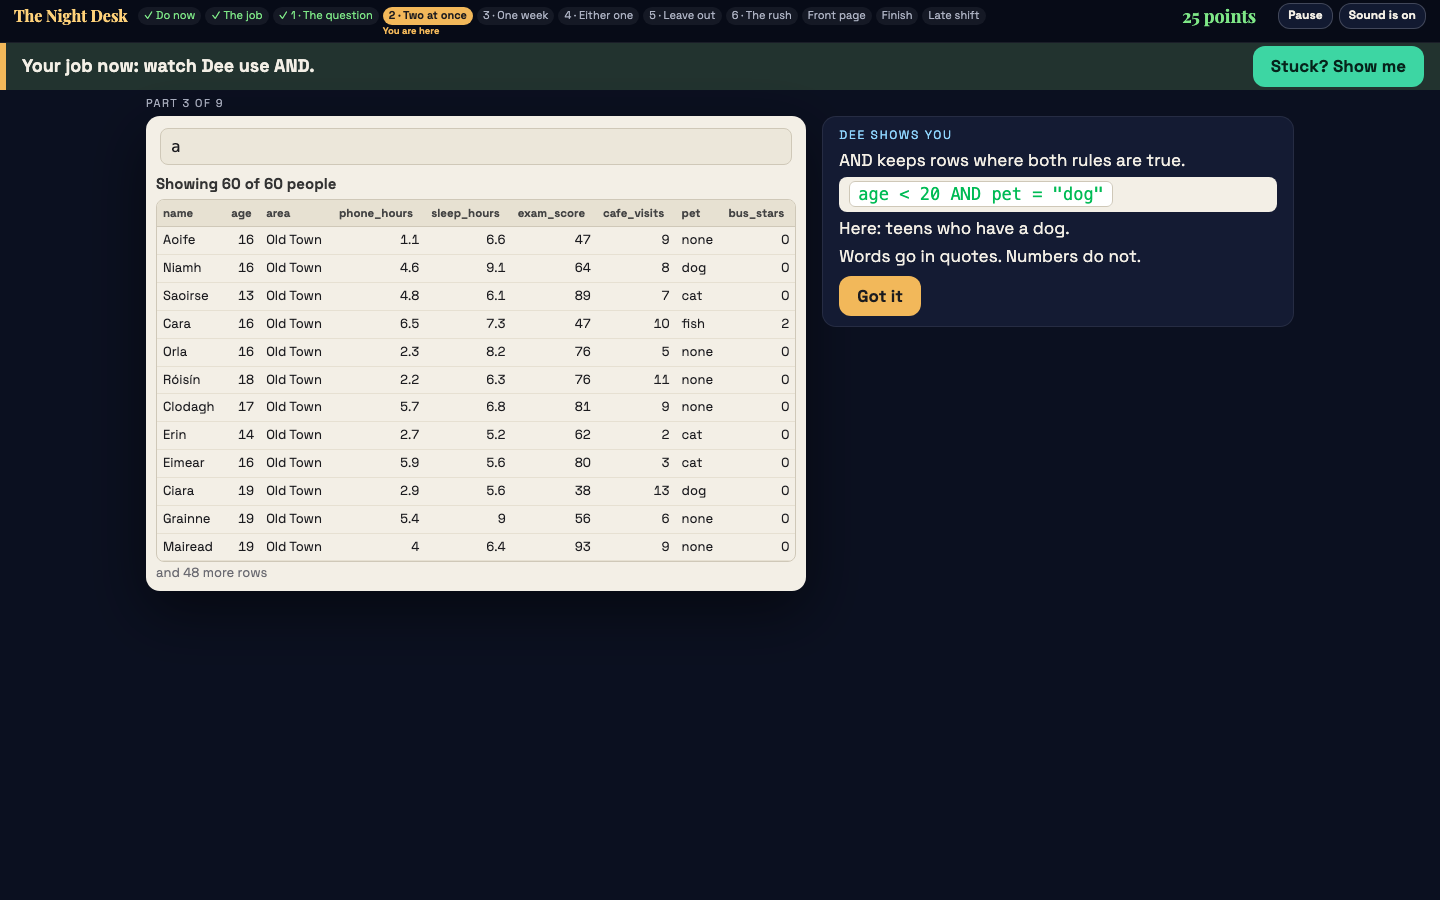 The Night Desk
✓ Do now
✓ The job
✓ 1 · The question
2 · Two at once
3 · One week
4 · Either one
5 · Leave out
6 · The rush
Front page
Finish
Late shift
You are here
25 points
Pause
Sound is on
Your job now: watch Dee use AND.
Stuck? Show me
PART 3 OF 9
a
Showing 60 of 60 people
name age area phone_hours sleep_hours exam_score cafe_visits pet bus_stars
Aoife 16 Old Town 1.1 6.6 47 9 none 0
Niamh 16 Old Town 4.6 9.1 64 8 dog 0
Saoirse 13 Old Town 4.8 6.1 89 7 cat 0
Cara 16 Old Town 6.5 7.3 47 10 fish 2
Orla 16 Old Town 2.3 8.2 76 5 none 0
Róisín 18 Old Town 2.2 6.3 76 11 none 0
Clodagh 17 Old Town 5.7 6.8 81 9 none 0
Erin 14 Old Town 2.7 5.2 62 2 cat 0
Eimear 16 Old Town 5.9 5.6 80 3 cat 0
Ciara 19 Old Town 2.9 5.6 38 13 dog 0
Grainne 19 Old Town 5.4 9 56 6 none 0
Mairead 19 Old Town 4 6.4 93 9 none 0
and 48 more rows
DEE SHOWS YOU
AND keeps rows where both rules are true.
age < 20 AND pet = "dog"
Here: teens who have a dog.
Words go in quotes. Numbers do not.
Got it